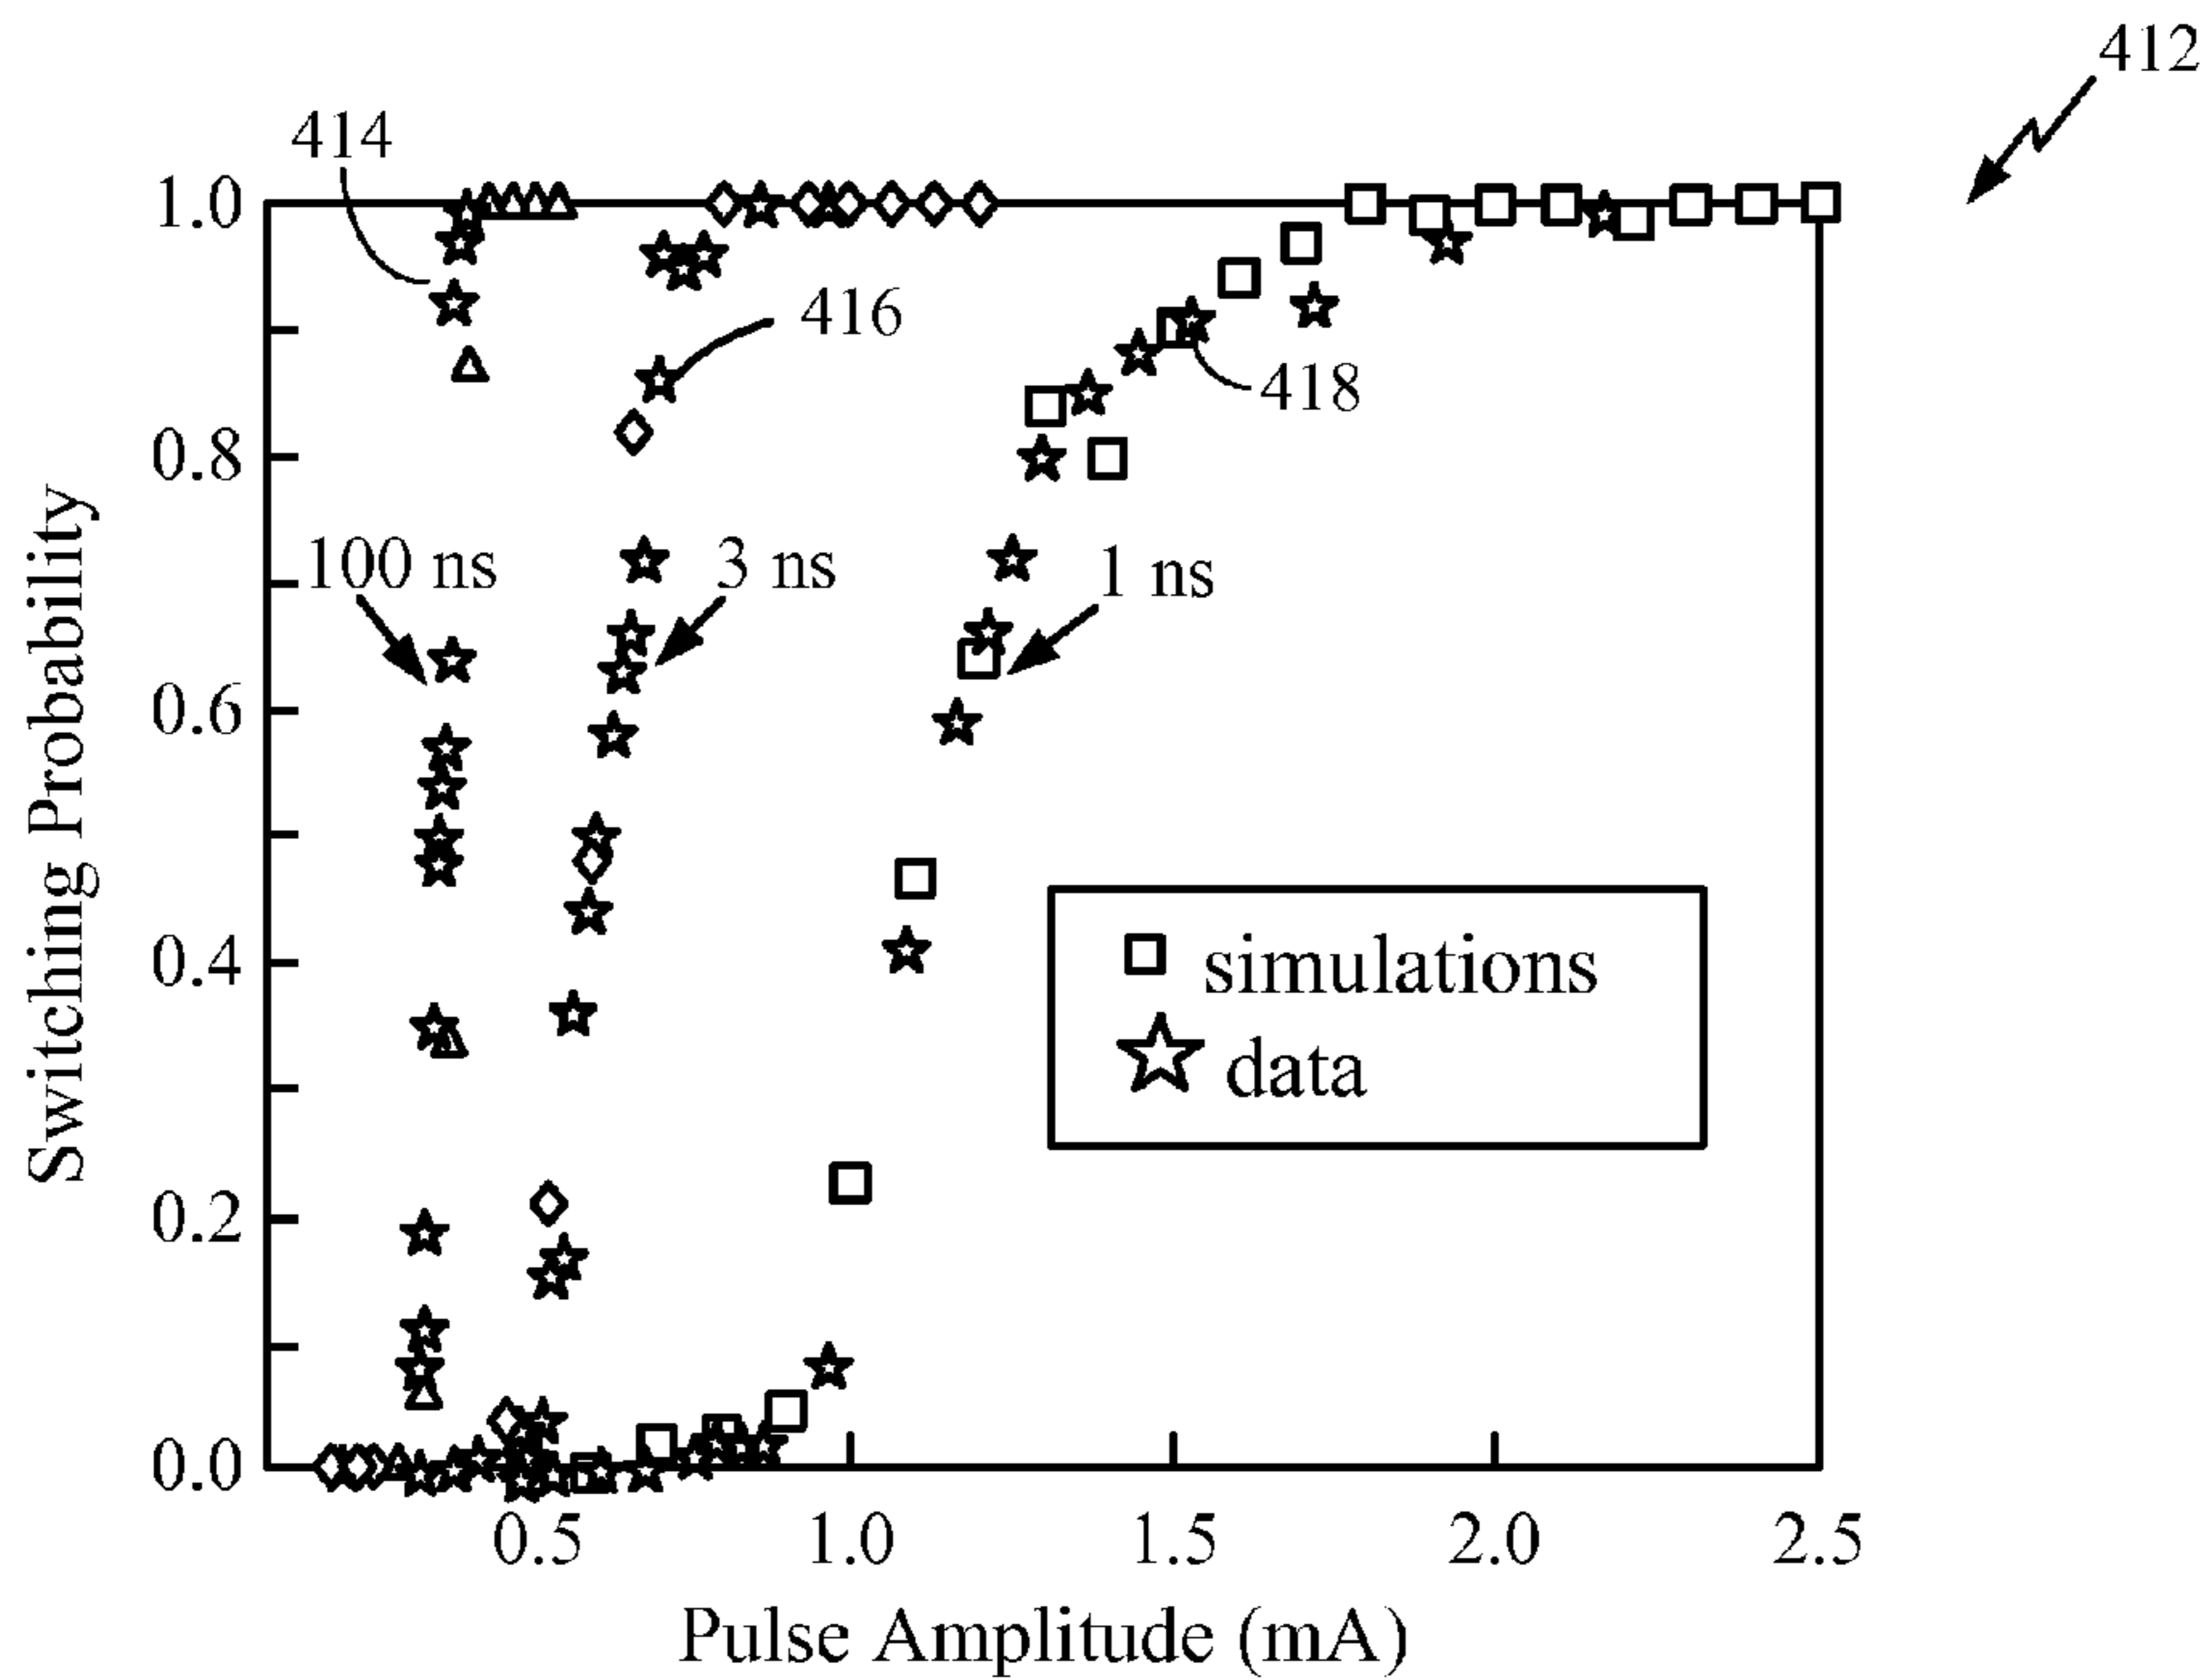 412
414
1.0
416
418
0.8
100 ns
3 ns
1 ns
0.6
Switching Probability
0.4
simulations
data
0.2
0.0
0.5 1.0 1.5 2.0 2.5
Pulse Amplitude (mA)